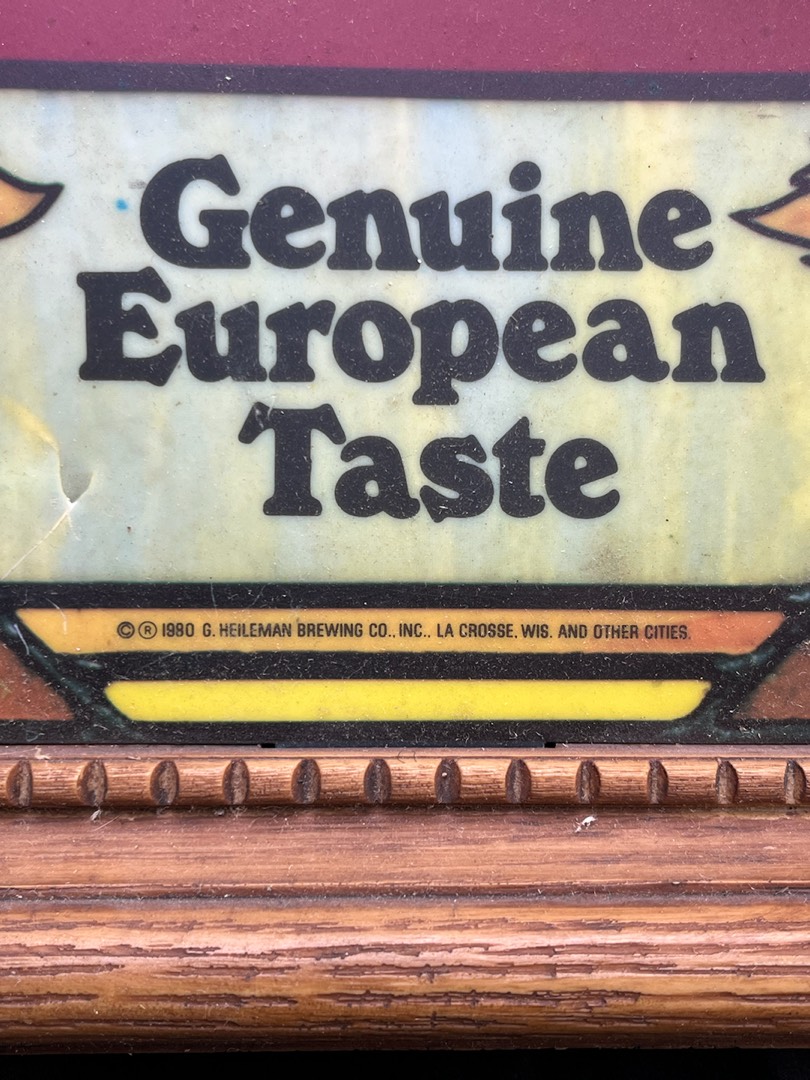 Genuine
European
Taste
©® 1980 G. HEILEMAN BREWING CO., INC., LA CROSSE, WIS. AND OTHER CITIES.